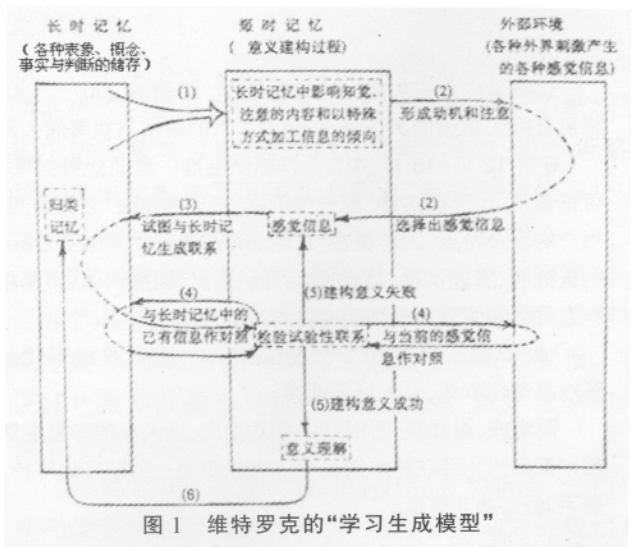 长时记忆
(各种表象、概念、
事实与判断的储存)
短时记忆
( 意义建构过程)
外部环境
(各种外界刺激产生
的各种感觉信息)
(1)
长时记忆中影响知觉、
注意的内容和以特殊
方式加工信息的倾向
(2)
形成动机和注意
归类
记忆
(3)
试图与长时记
忆生成联系
感觉信息
(2)
选择出感觉信息
(5)建构意义失败
(4)
与长时记忆中的
已有信息作对照
检验试验性联系
(4)
与当前的感觉信
息作对照
(5)建构意义成功
意义理解
(6)
图 1 维特罗克的“学习生成模型”